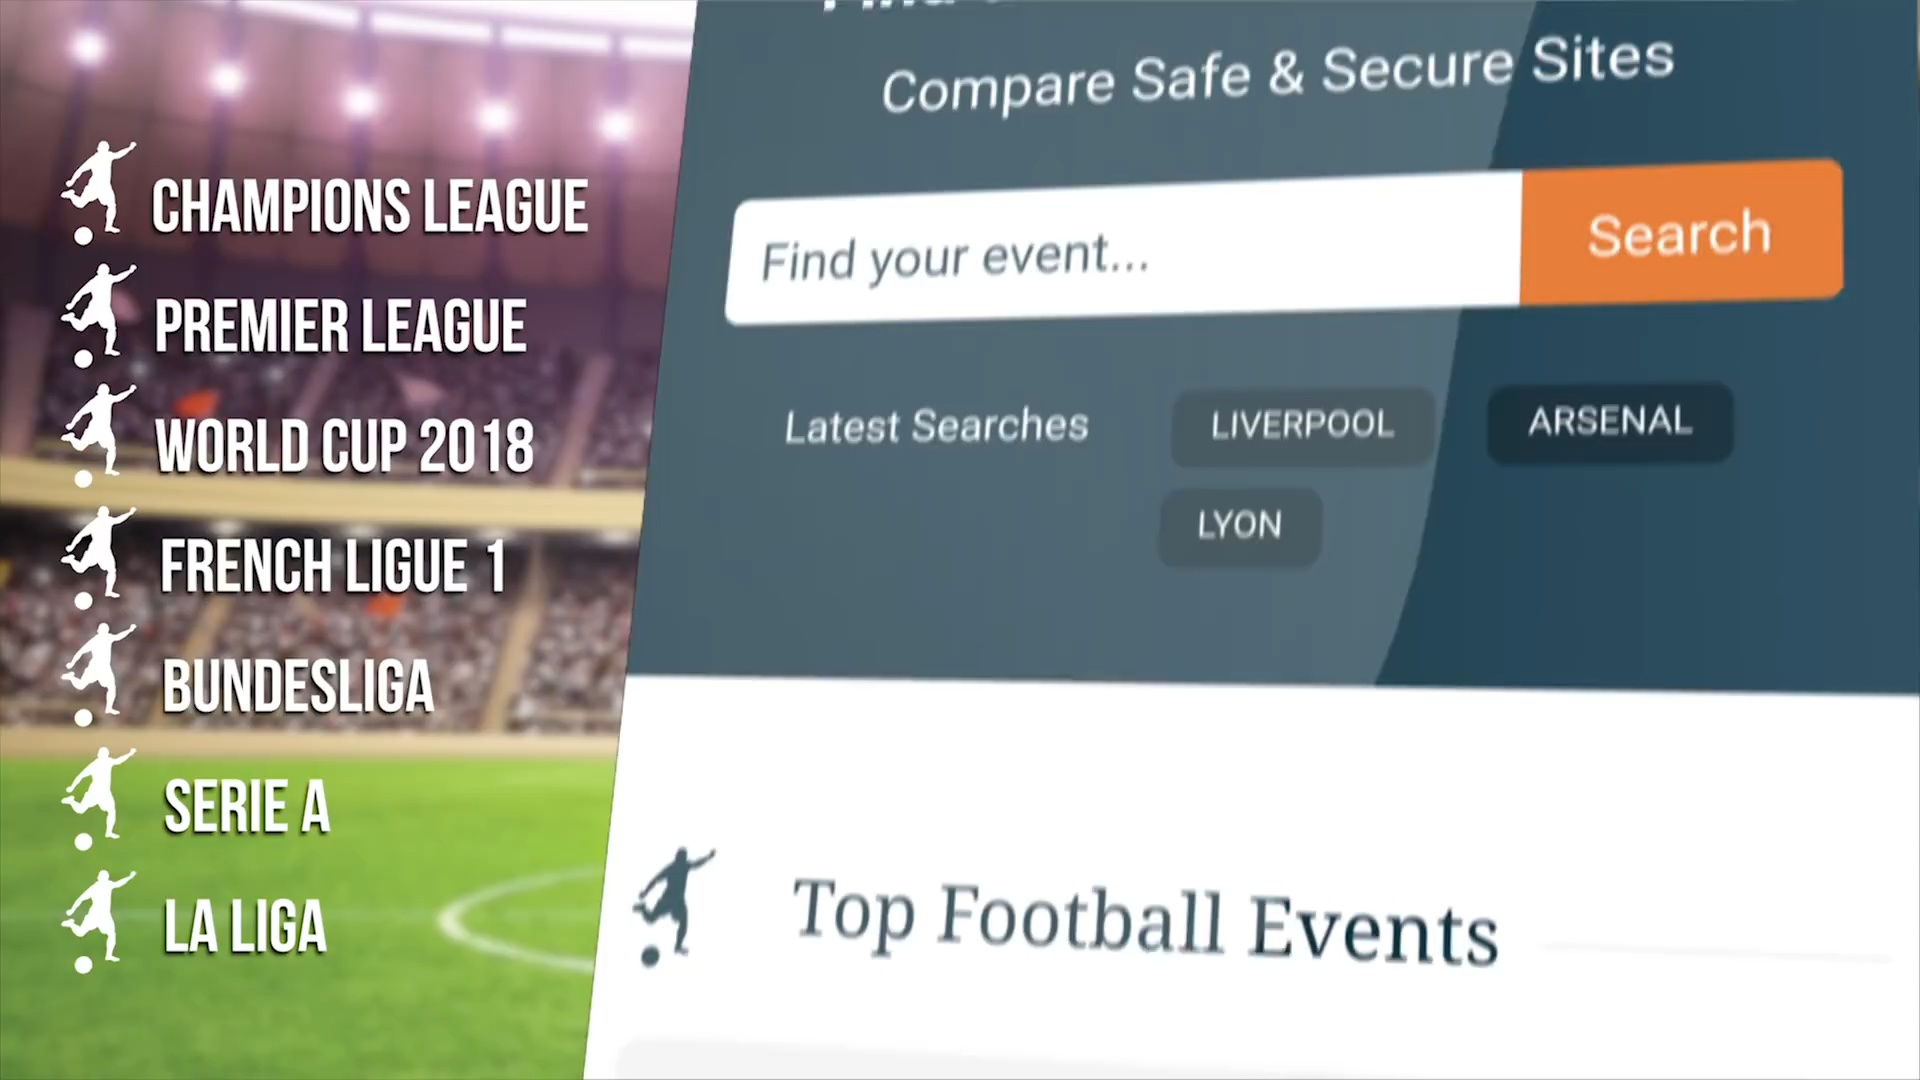 CHAMPIONS LEAGUE
PREMIER LEAGUE
WORLD CUP 2018
FRENCH LIGUE 1
BUNDESLIGA
SERIE A
LA LIGA
Compare Safe & Secure Sites
Find your event...
Search
Latest Searches
LIVERPOOL
ARSENAL
LYON
Top Football Events